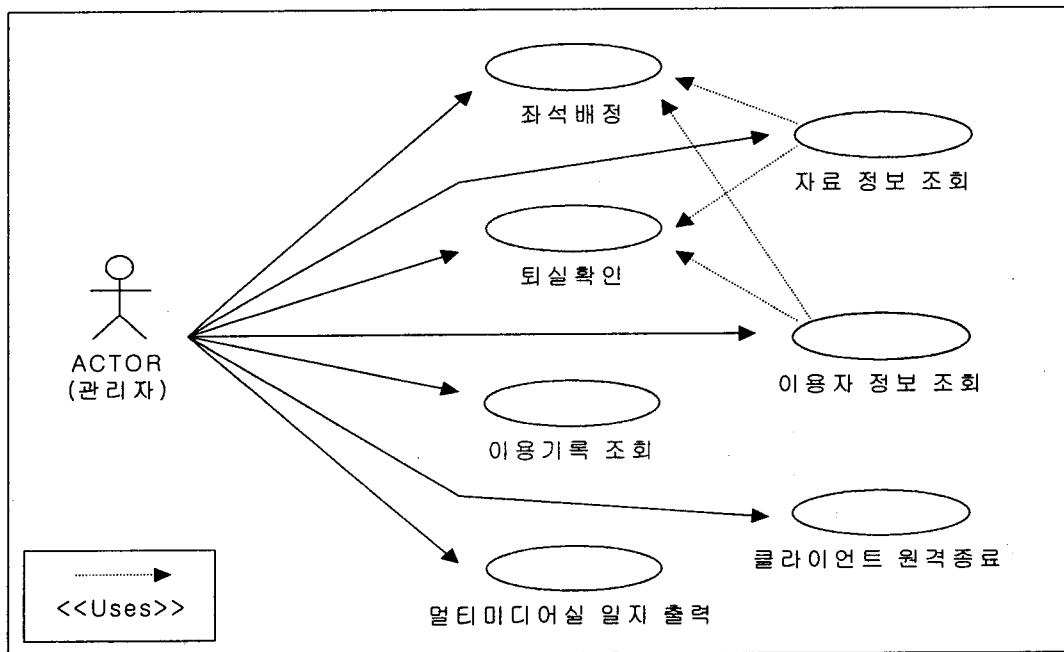 좌석배정
자료 정보 조회
퇴실확인
ACTOR
(관리자)
이용자 정보 조회
이용기록 조회
클라이언트 원격종료
<<Uses>>
멀티미디어실 일지 출력